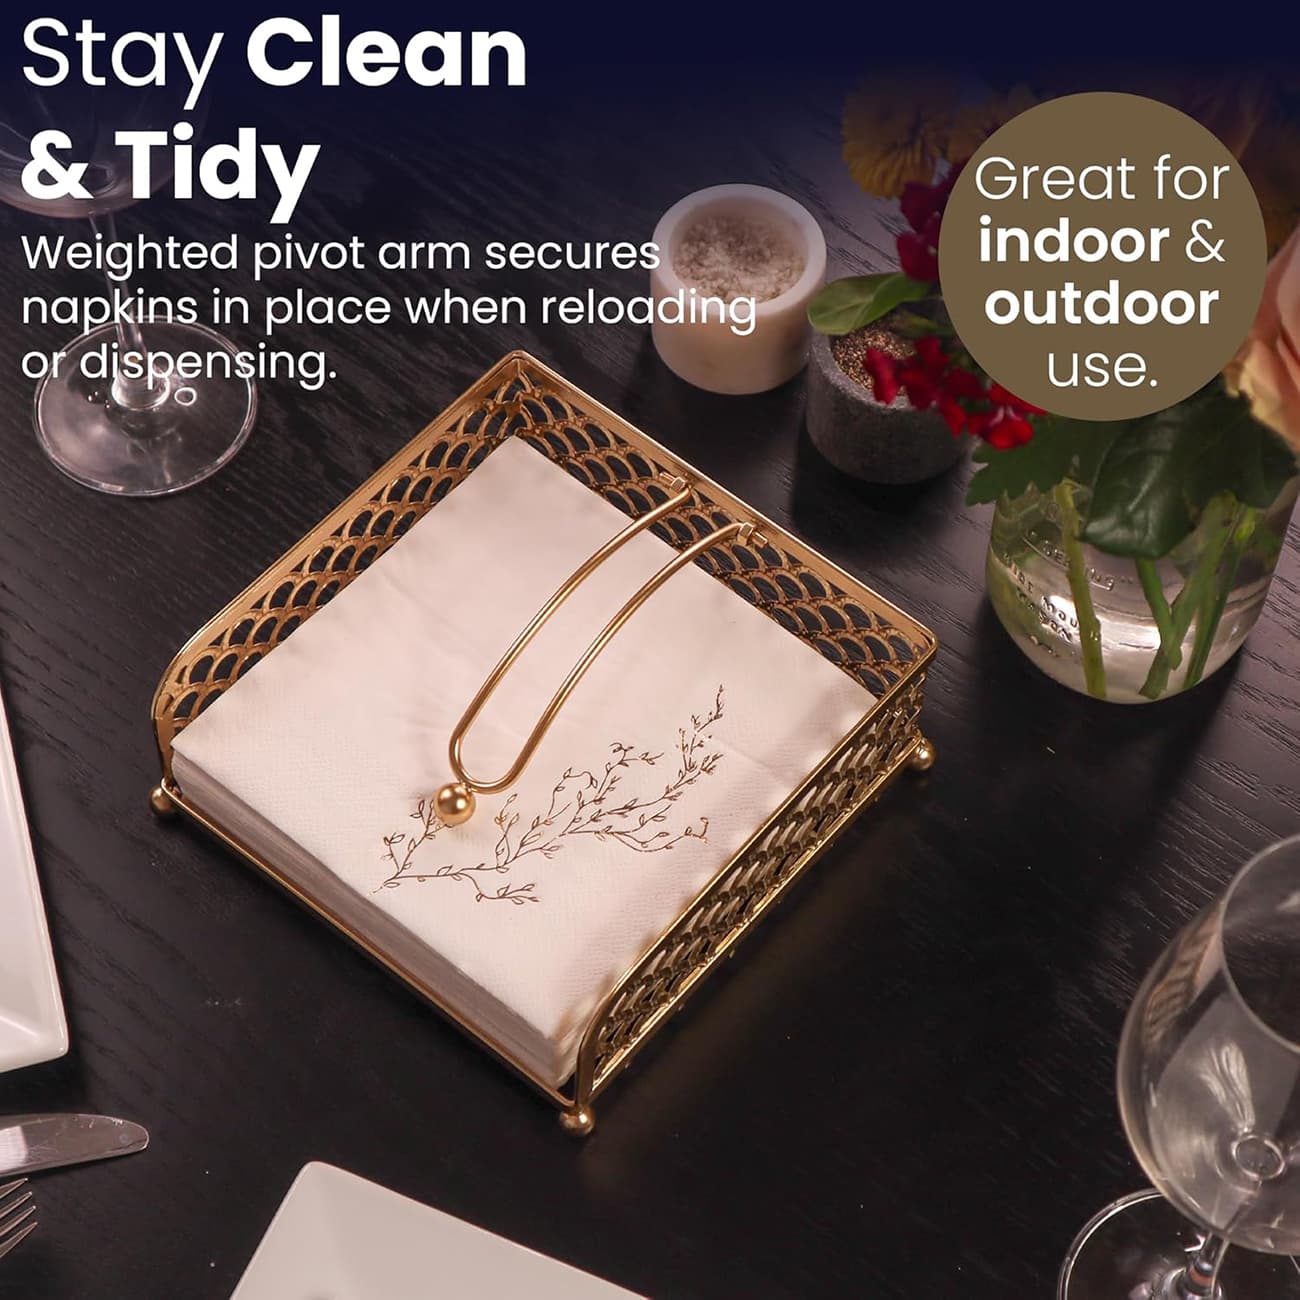 Stay Clean
& Tidy
Weighted pivot arm secures
napkins in place when reloading
or dispensing.
Great for
indoor &
outdoor
use.